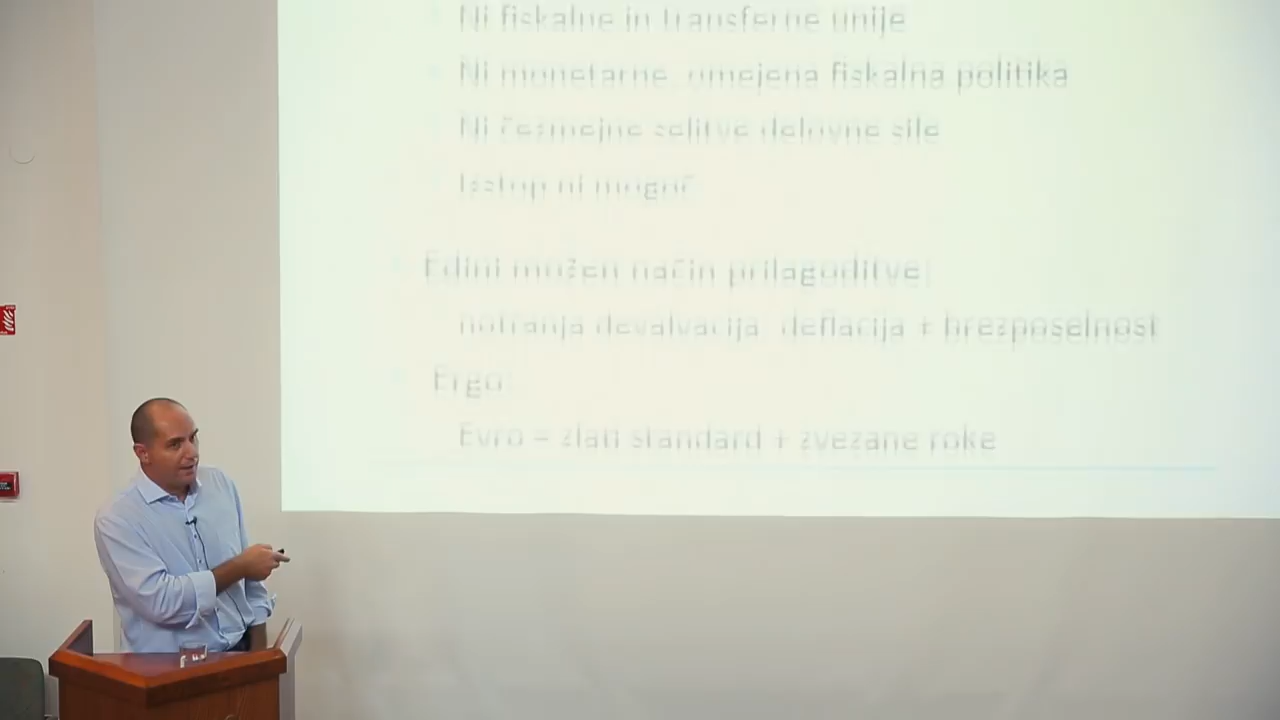 Ni fiskalne in transferne unije
Ni monetarne, omejena fiskalna politika
Ni čezmejne selitve delovne sile
Izstop ni mogoč
Edini možen način prilagoditve:
notranja devalvacija, deflacija + brezposelnost
Ergo:
Evro = zlati standard + zvezane roke